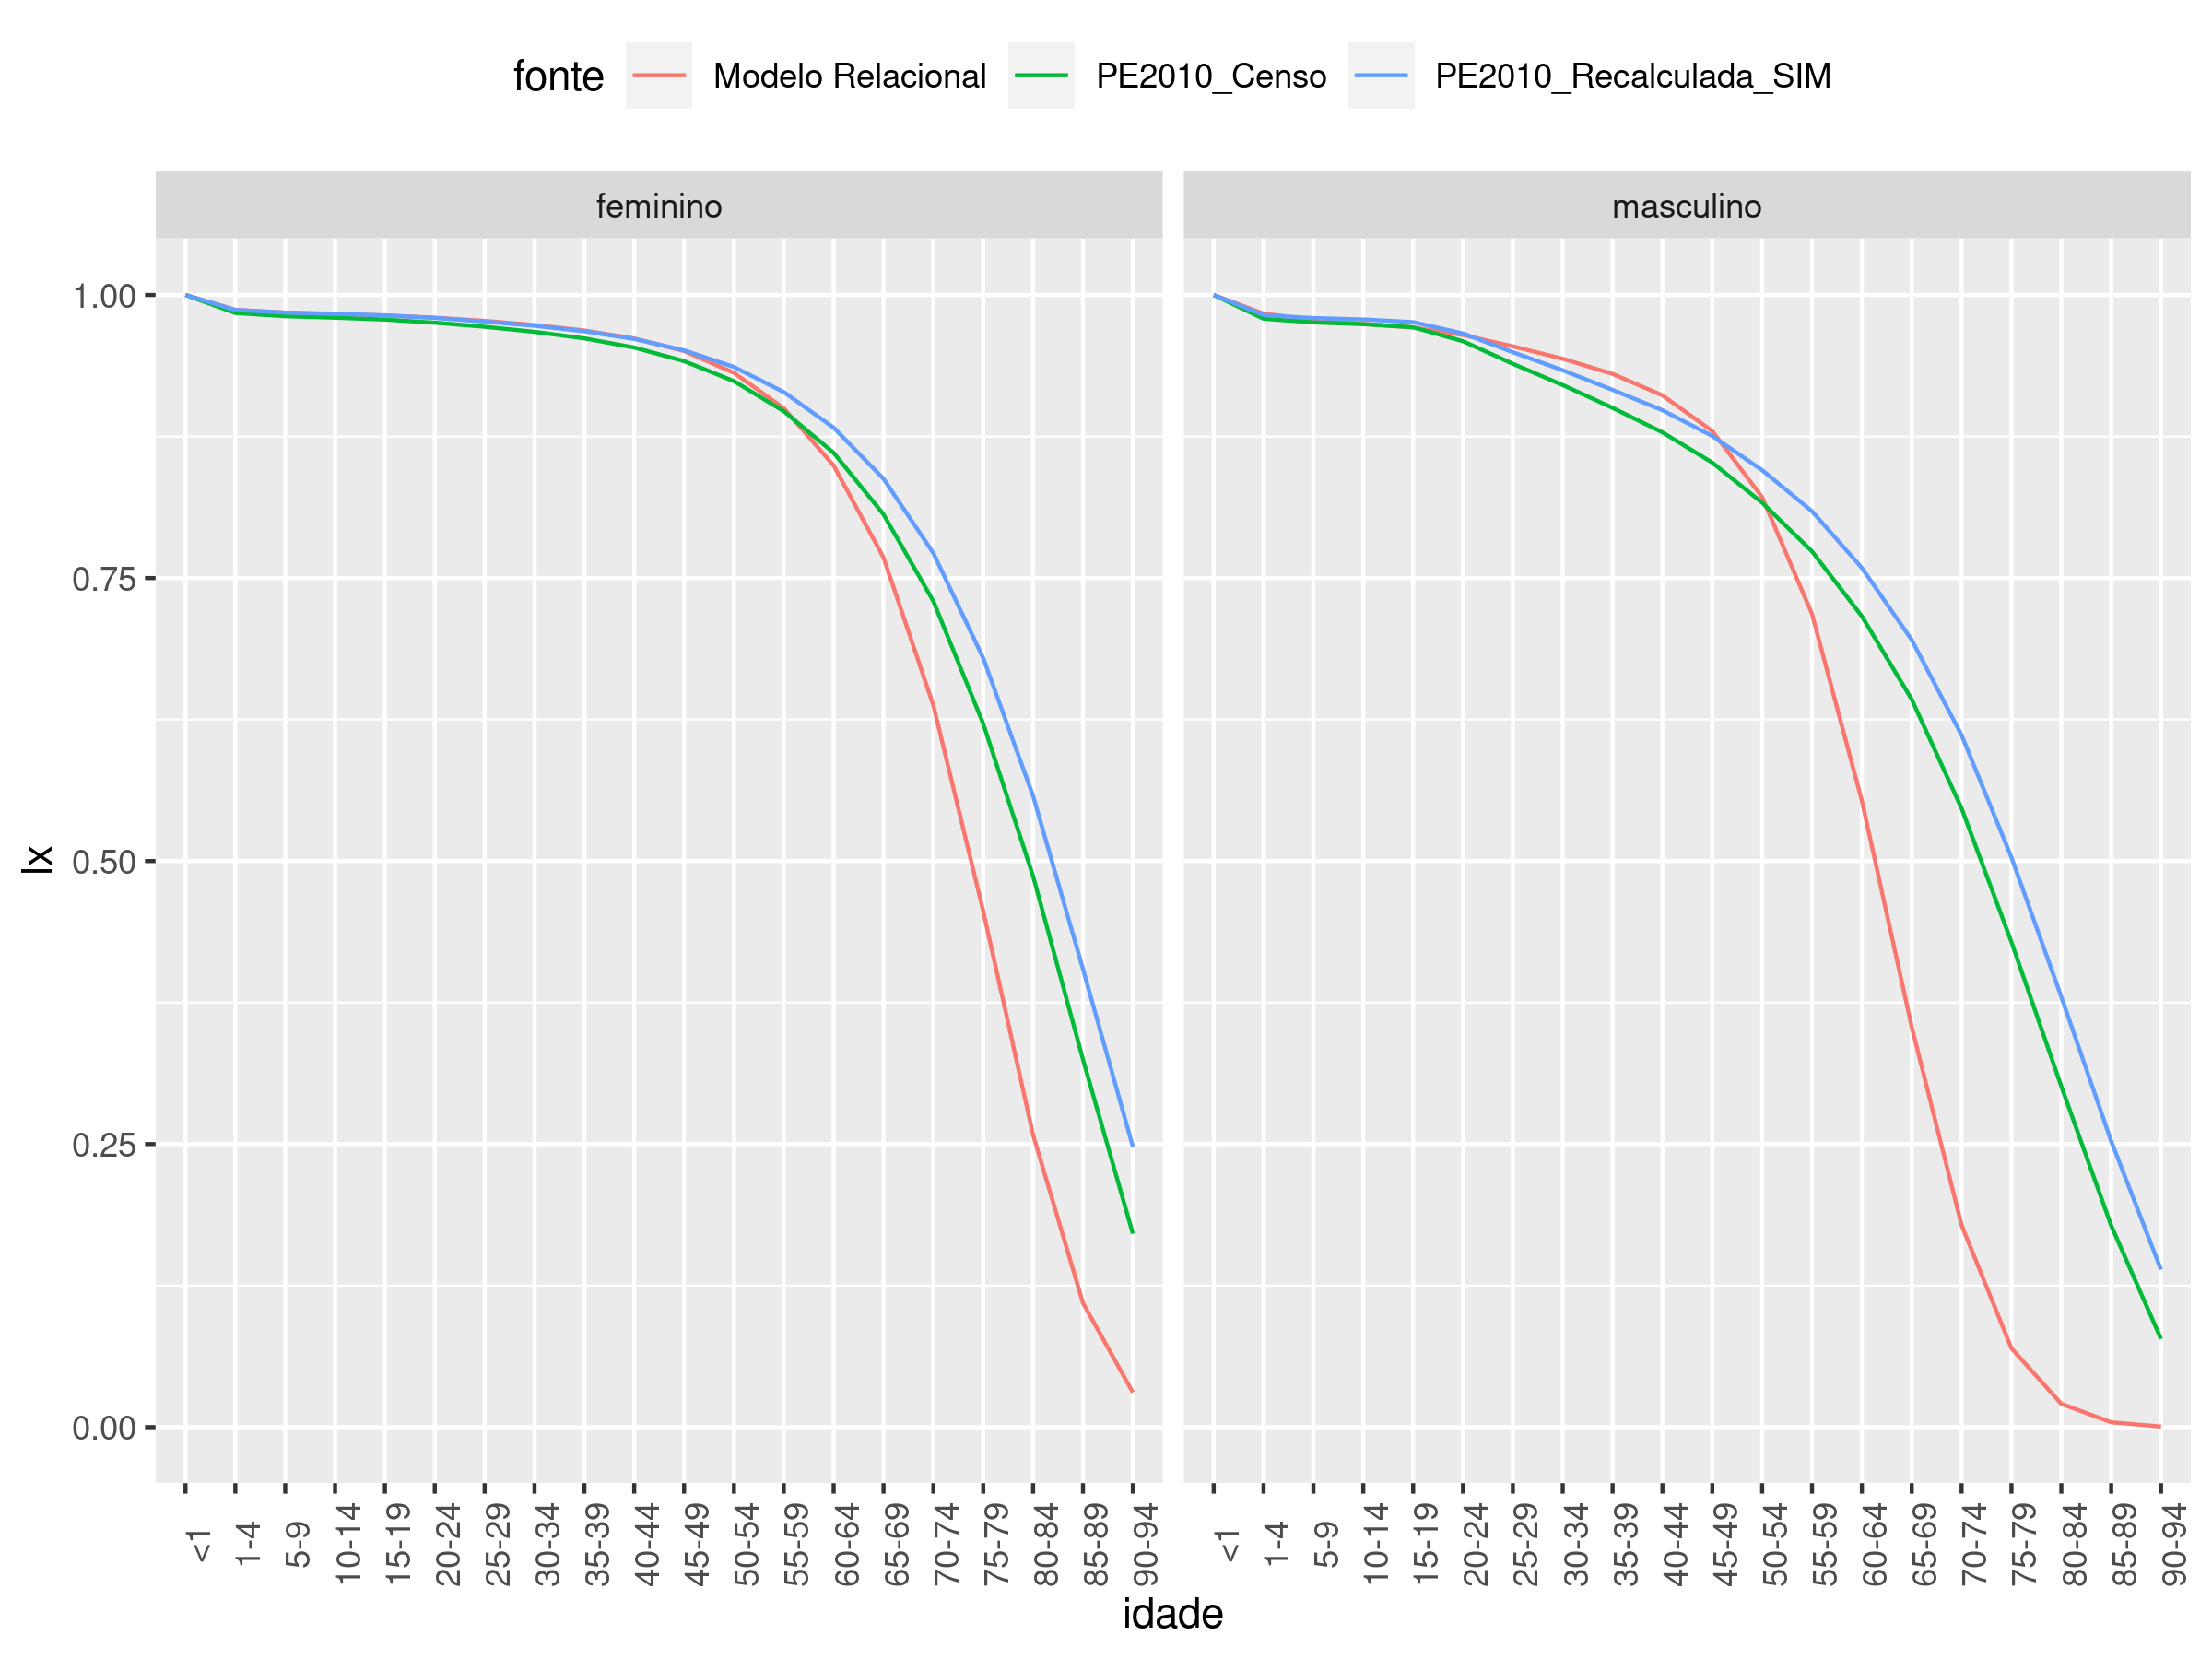 fonte Modelo Relacional PE2010_Censo PE2010_Recalculada_SIM
feminino masculino
1.00
0.75
0.50
0.25
0.00
lx
<1 1-4 5-9 10-14 15-19 20-24 25-29 30-34 35-39 40-44 45-49 50-54 55-59 60-64 65-69 70-74 75-79 80-84 85-89 90-94
<1 1-4 5-9 10-14 15-19 20-24 25-29 30-34 35-39 40-44 45-49 50-54 55-59 60-64 65-69 70-74 75-79 80-84 85-89 90-94
idade